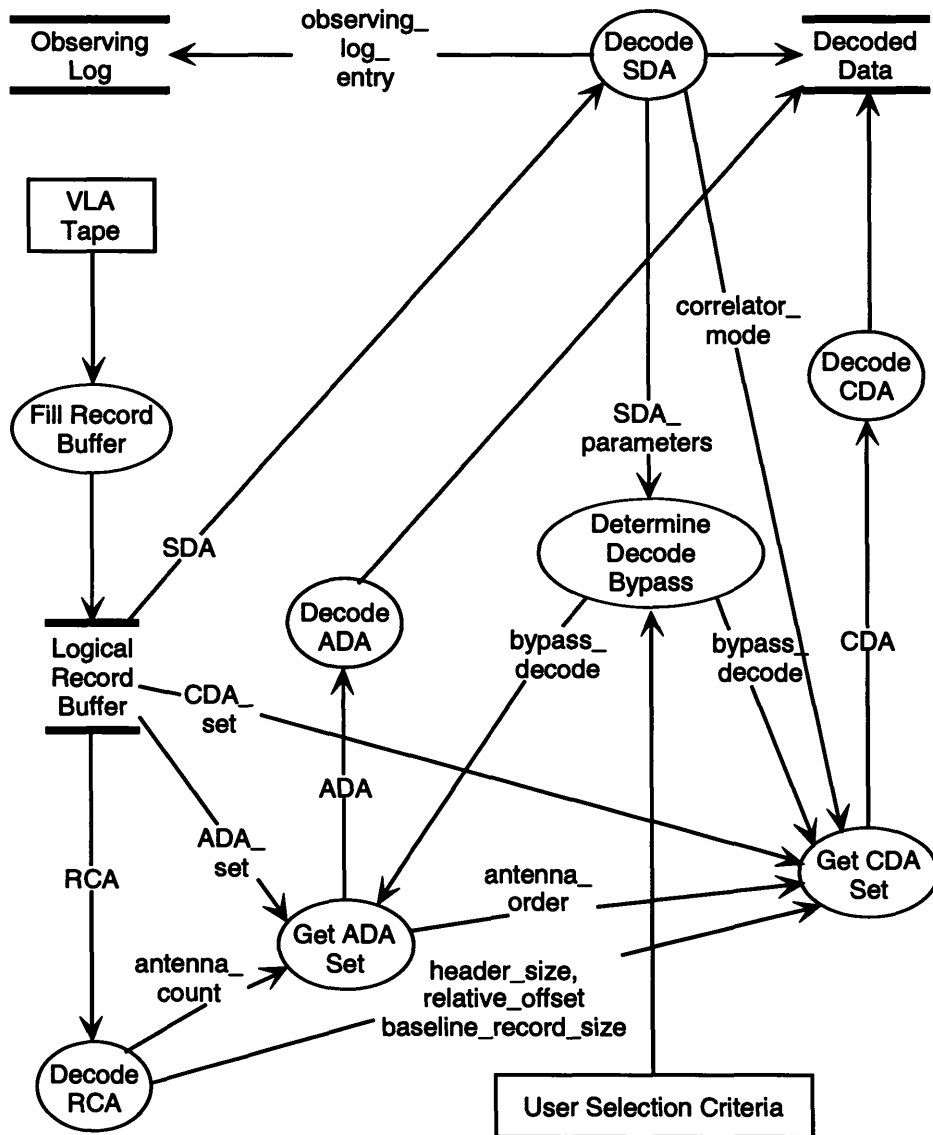 Observing
Log
observing_
log_
entry
Decode
SDA
Decoded
Data
VLA
Tape
correlator_
mode
Decode
CDA
Fill Record
Buffer
SDA_
parameters
SDA
Determine
Decode
Bypass
Decode
ADA
Logical
Record
Buffer
bypass_
decode
bypass_
decode
CDA
CDA_
set
ADA
ADA_
set
RCA
Get CDA
Set
antenna_
order
Get ADA
Set
antenna_
count
header_size,
relative_offset
baseline_record_size
Decode
RCA
User Selection Criteria